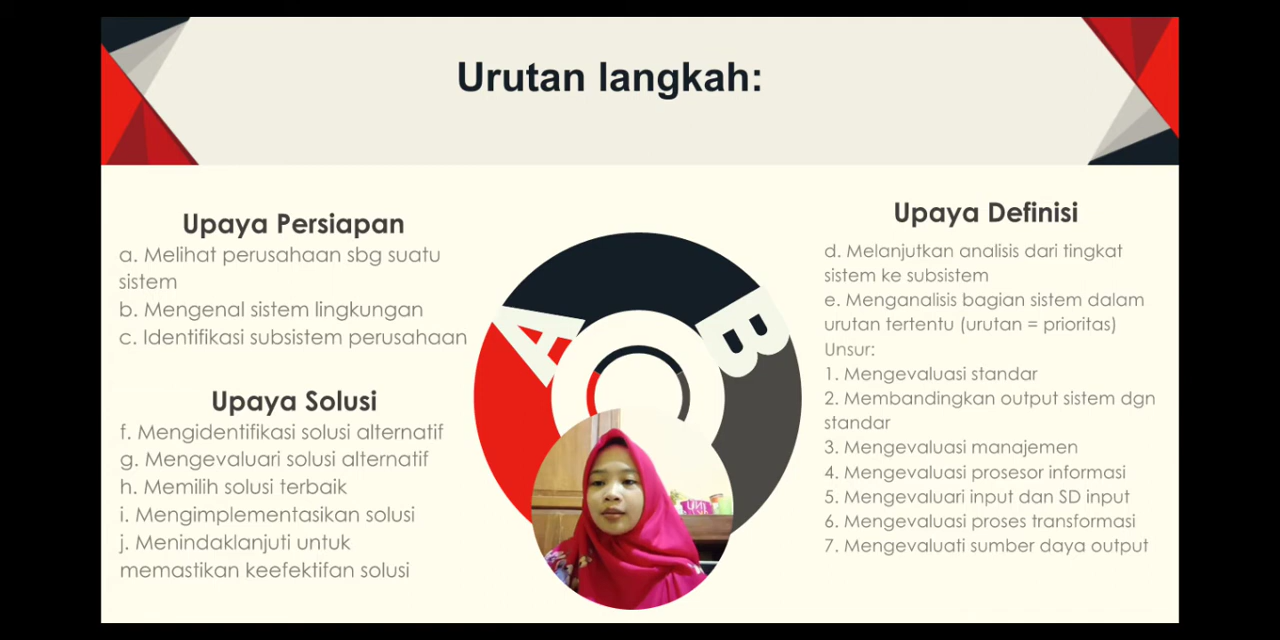 Urutan langkah:
Upaya Persiapan
a. Melihat perusahaan sbg suatu
sistem
b. Mengenal sistem lingkungan
c. Identifikasi subsistem perusahaan
Upaya Solusi
f. Mengidentifikasi solusi alternatif
g. Mengevaluari solusi alternatif
h. Memilih solusi terbaik
i. Mengimplementasikan solusi
j. Menindaklanjuti untuk
memastikan keefektifan solusi
A
B
Upaya Definisi
d. Melanjutkan analisis dari tingkat
sistem ke subsistem
e. Menganalisis bagian sistem dalam
urutan tertentu (urutan = prioritas)
Unsur:
1. Mengevaluasi standar
2. Membandingkan output sistem dgn
standar
3. Mengevaluasi manajemen
4. Mengevaluasi prosesor informasi
5. Mengevaluari input dan SD input
6. Mengevaluasi proses transformasi
7. Mengevaluati sumber daya output